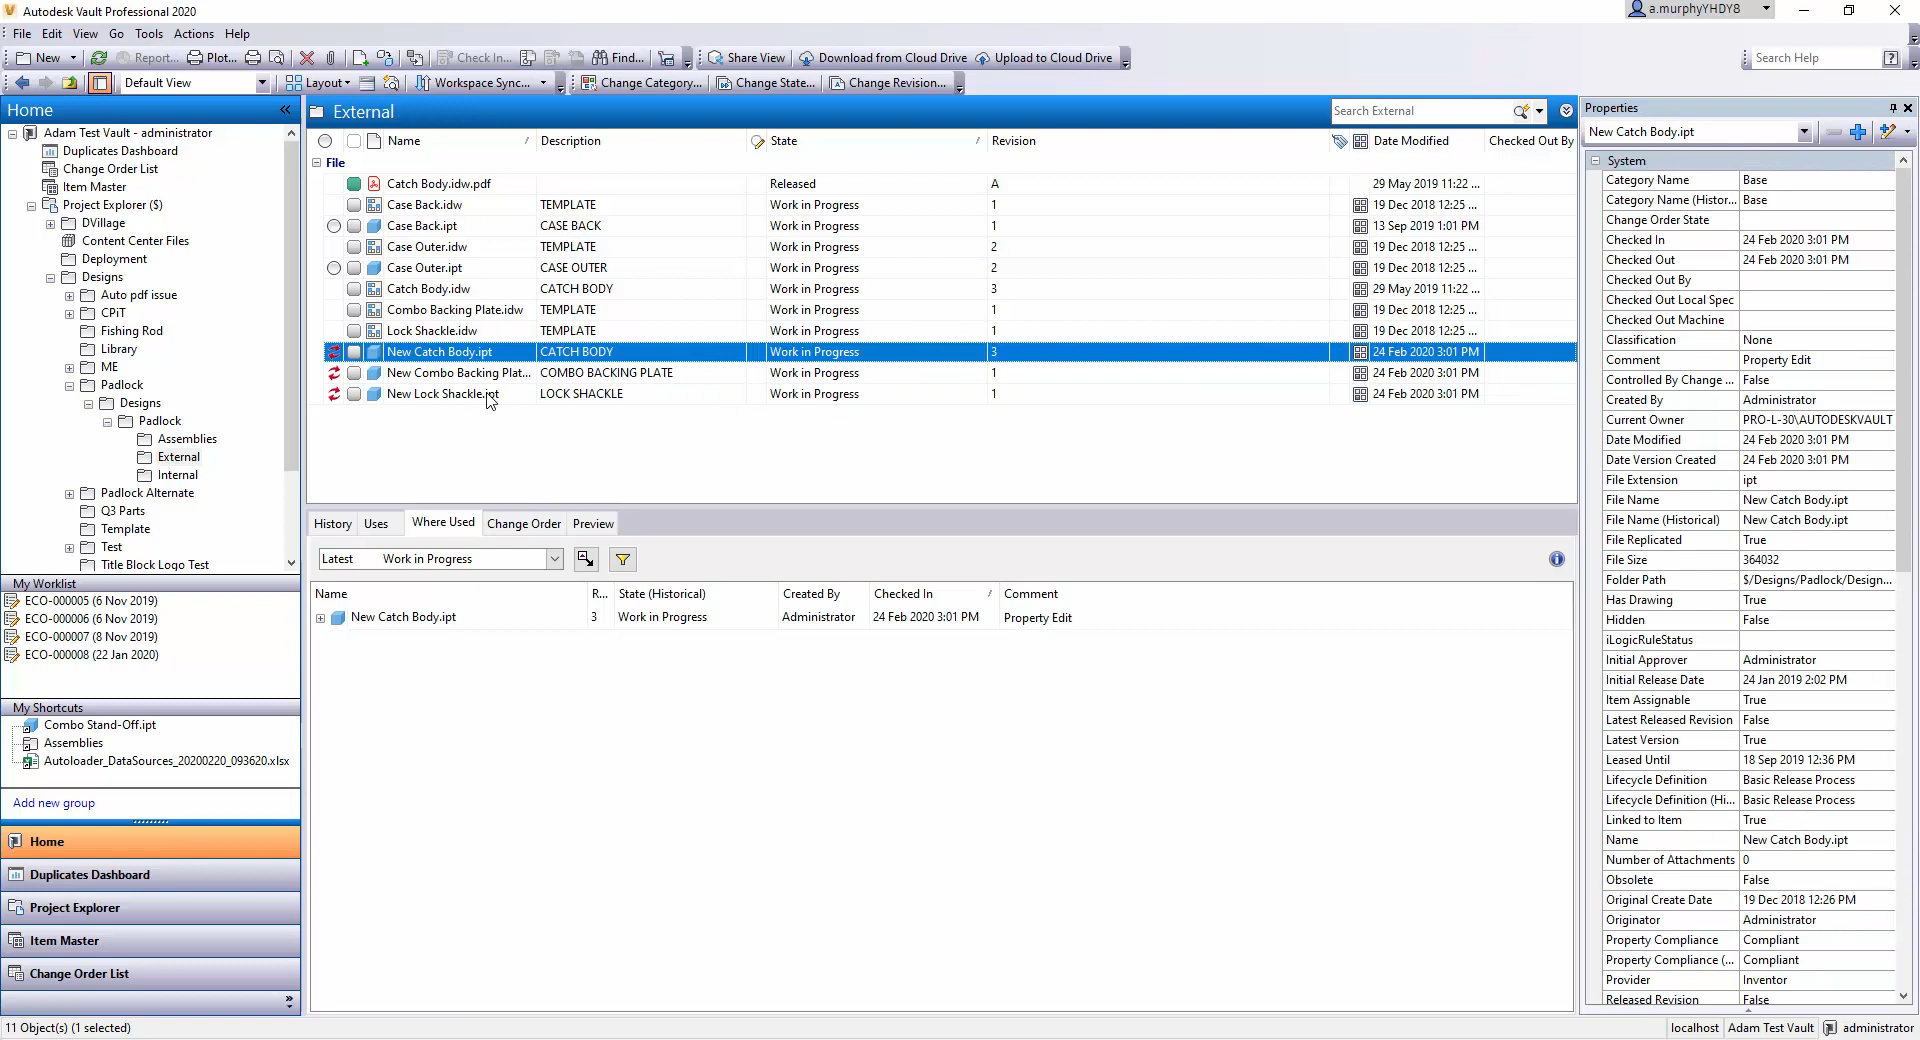 Autodesk Vault Professional 2020
a.murphyYHDY8
File Edit View Go Tools Actions Help
New Report... Plot... Check In... Find... Share View Download from Cloud Drive Upload to Cloud Drive Search Help
Default View Layout Workspace Sync... Change Category... Change State... Change Revision...
Home
Adam Test Vault - administrator
Duplicates Dashboard
Change Order List
Item Master
Project Explorer ($)
DVillage
Content Center Files
Deployment
Designs
Auto pdf issue
CPiT
Fishing Rod
Library
ME
Padlock
Designs
Padlock
Assemblies
External
Internal
Padlock Alternate
Q3 Parts
Template
Test
Title Block Logo Test
My Worklist
ECO-000005 (6 Nov 2019)
ECO-000006 (6 Nov 2019)
ECO-000007 (8 Nov 2019)
ECO-000008 (22 Jan 2020)
My Shortcuts
Combo Stand-Off.ipt
Assemblies
Autoloader_DataSources_20200220_093620.xlsx
Add new group
Home
Duplicates Dashboard
Project Explorer
Item Master
Change Order List
External Search External
Name Description State Revision Date Modified Checked Out By
File
Catch Body.idw.pdf Released A 29 May 2019 11:22 ...
Case Back.idw TEMPLATE Work in Progress 1 19 Dec 2018 12:25 ...
Case Back.ipt CASE BACK Work in Progress 1 13 Sep 2019 1:01 PM
Case Outer.idw TEMPLATE Work in Progress 2 19 Dec 2018 12:25 ...
Case Outer.ipt CASE OUTER Work in Progress 2 19 Dec 2018 12:25 ...
Catch Body.idw CATCH BODY Work in Progress 3 29 May 2019 11:22 ...
Combo Backing Plate.idw TEMPLATE Work in Progress 1 19 Dec 2018 12:25 ...
Lock Shackle.idw TEMPLATE Work in Progress 1 19 Dec 2018 12:25 ...
New Catch Body.ipt CATCH BODY Work in Progress 3 24 Feb 2020 3:01 PM
New Combo Backing Plat... COMBO BACKING PLATE Work in Progress 1 24 Feb 2020 3:01 PM
New Lock Shackle.ipt LOCK SHACKLE Work in Progress 1 24 Feb 2020 3:01 PM
History Uses Where Used Change Order Preview
Latest Work in Progress
Name R... State (Historical) Created By Checked In Comment
New Catch Body.ipt 3 Work in Progress Administrator 24 Feb 2020 3:01 PM Property Edit
Properties
New Catch Body.ipt
System
Category Name Base
Category Name (Histor... Base
Change Order State
Checked In 24 Feb 2020 3:01 PM
Checked Out 24 Feb 2020 3:01 PM
Checked Out By
Checked Out Local Spec
Checked Out Machine
Classification None
Comment Property Edit
Controlled By Change ... False
Created By Administrator
Current Owner PRO-L-30\AUTODESKVAULT
Date Modified 24 Feb 2020 3:01 PM
Date Version Created 24 Feb 2020 3:01 PM
File Extension ipt
File Name New Catch Body.ipt
File Name (Historical) New Catch Body.ipt
File Replicated True
File Size 364032
Folder Path $/Designs/Padlock/Design...
Has Drawing True
Hidden False
iLogicRuleStatus
Initial Approver Administrator
Initial Release Date 24 Jan 2019 2:02 PM
Item Assignable True
Latest Released Revision False
Latest Version True
Leased Until 18 Sep 2019 12:36 PM
Lifecycle Definition Basic Release Process
Lifecycle Definition (Hi... Basic Release Process
Linked to Item True
Name New Catch Body.ipt
Number of Attachments 0
Obsolete False
Original Create Date 19 Dec 2018 12:26 PM
Originator Administrator
Property Compliance Compliant
Property Compliance (... Compliant
Provider Inventor
Released Revision False
11 Object(s) (1 selected) localhost Adam Test Vault administrator